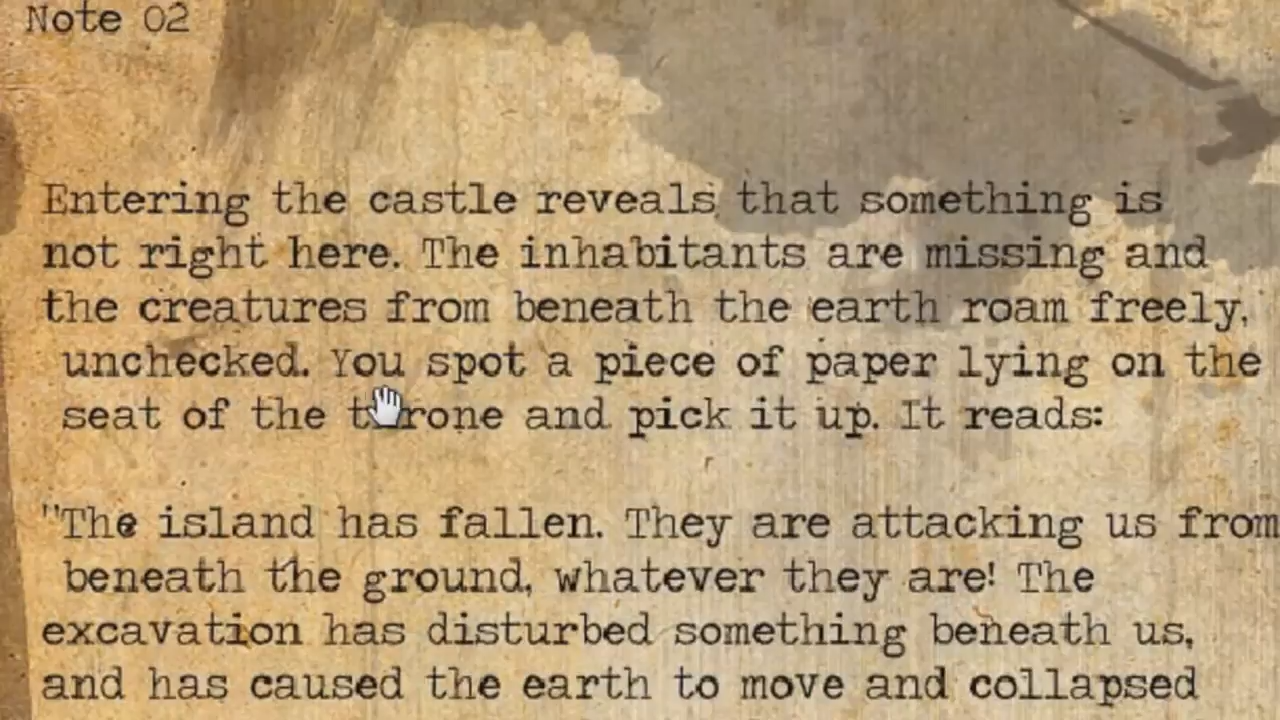 Note 02
Entering the castle reveals that something is
not right here. The inhabitants are missing and
the creatures from beneath the earth roam freely,
unchecked. You spot a piece of paper lying on the
seat of the throne and pick it up. It reads:
"The island has fallen. They are attacking us from
beneath the ground, whatever they are! The
excavation has disturbed something beneath us,
and has caused the earth to move and collapsed